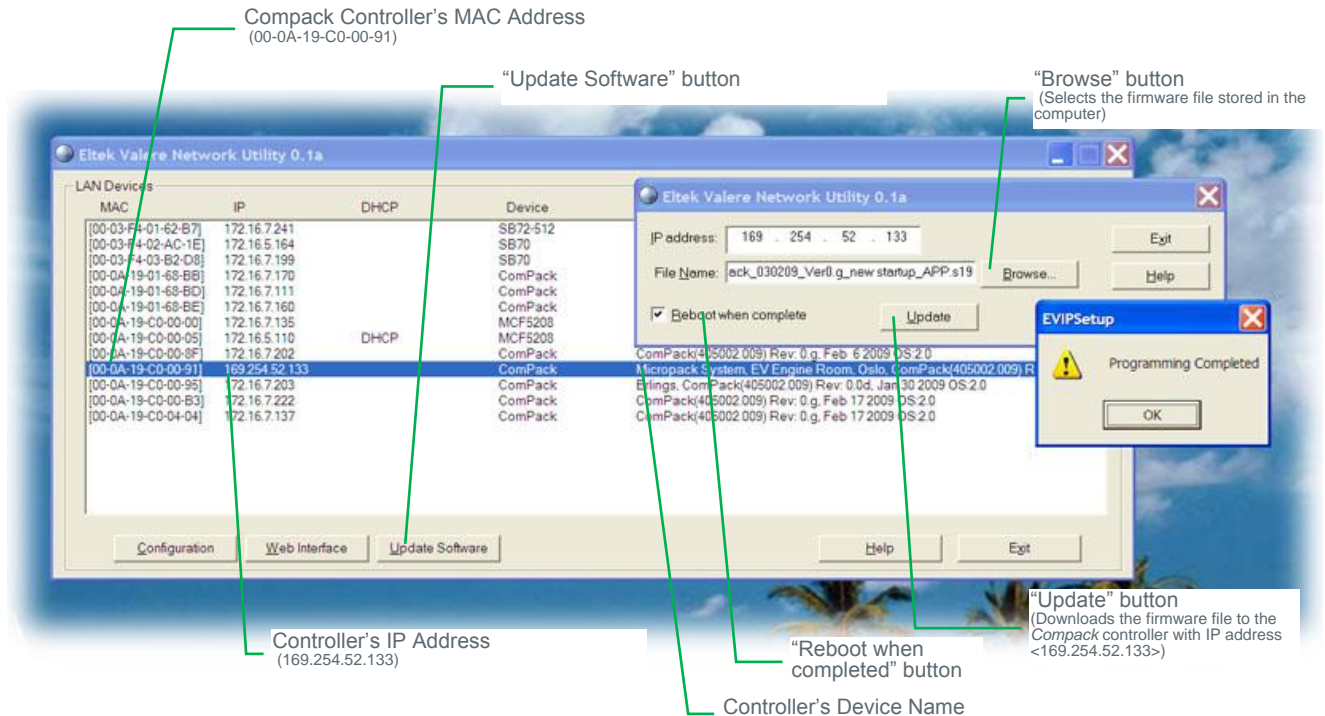 Compack Controller's MAC Address
(00-0A-19-C0-00-91)
"Update Software" button
"Browse" button
(Selects the firmware file stored in the
computer)
Eltek Valere Network Utility 0.1a
LAN Devices
MAC IP DHCP Device
[00-03-F4-01-62-B7] 172.16.7.241 SB72-512
[00-03-F4-02-AC-1E] 172.16.5.164 SB70
[00-03-F4-03-B2-D8] 172.16.7.199 SB70
[00-0A-19-01-68-BB] 172.16.7.170 ComPack
[00-0A-19-01-68-BD] 172.16.7.111 ComPack
[00-0A-19-01-68-BE] 172.16.7.160 ComPack
[00-0A-19-C0-00-00] 172.16.7.135 MCF5208
[00-0A-19-C0-00-05] 172.16.5.110 DHCP MCF5208
[00-0A-19-C0-00-8F] 172.16.7.202 ComPack ComPack(405002.009) Rev: 0.g, Feb 6 2009 OS:2.0
[00-0A-19-C0-00-91] 169.254.52.133 ComPack Micropack System, EV Engine Room, Oslo, ComPack(405002.009) R
[00-0A-19-C0-00-95] 172.16.7.203 ComPack Erlings, ComPack(405002.009) Rev: 0.0d, Jan 30 2009 OS:2.0
[00-0A-19-C0-00-B3] 172.16.7.222 ComPack ComPack(405002.009) Rev: 0.g, Feb 17 2009 OS:2.0
[00-0A-19-C0-04-04] 172.16.7.137 ComPack ComPack(405002.009) Rev: 0.g, Feb 17 2009 OS:2.0
Configuration Web Interface Update Software Help Exit
Eltek Valere Network Utility 0.1a
IP address: 169 . 254 . 52 . 133 Exit
File Name: ack_030209_Ver0.g_new startup_APP.s19 Browse... Help
Reboot when complete Update
EVIPSetup
Programming Completed
OK
Controller's IP Address
(169.254.52.133)
"Reboot when
completed" button
"Update" button
(Downloads the firmware file to the
Compack controller with IP address
<169.254.52.133>)
Controller's Device Name